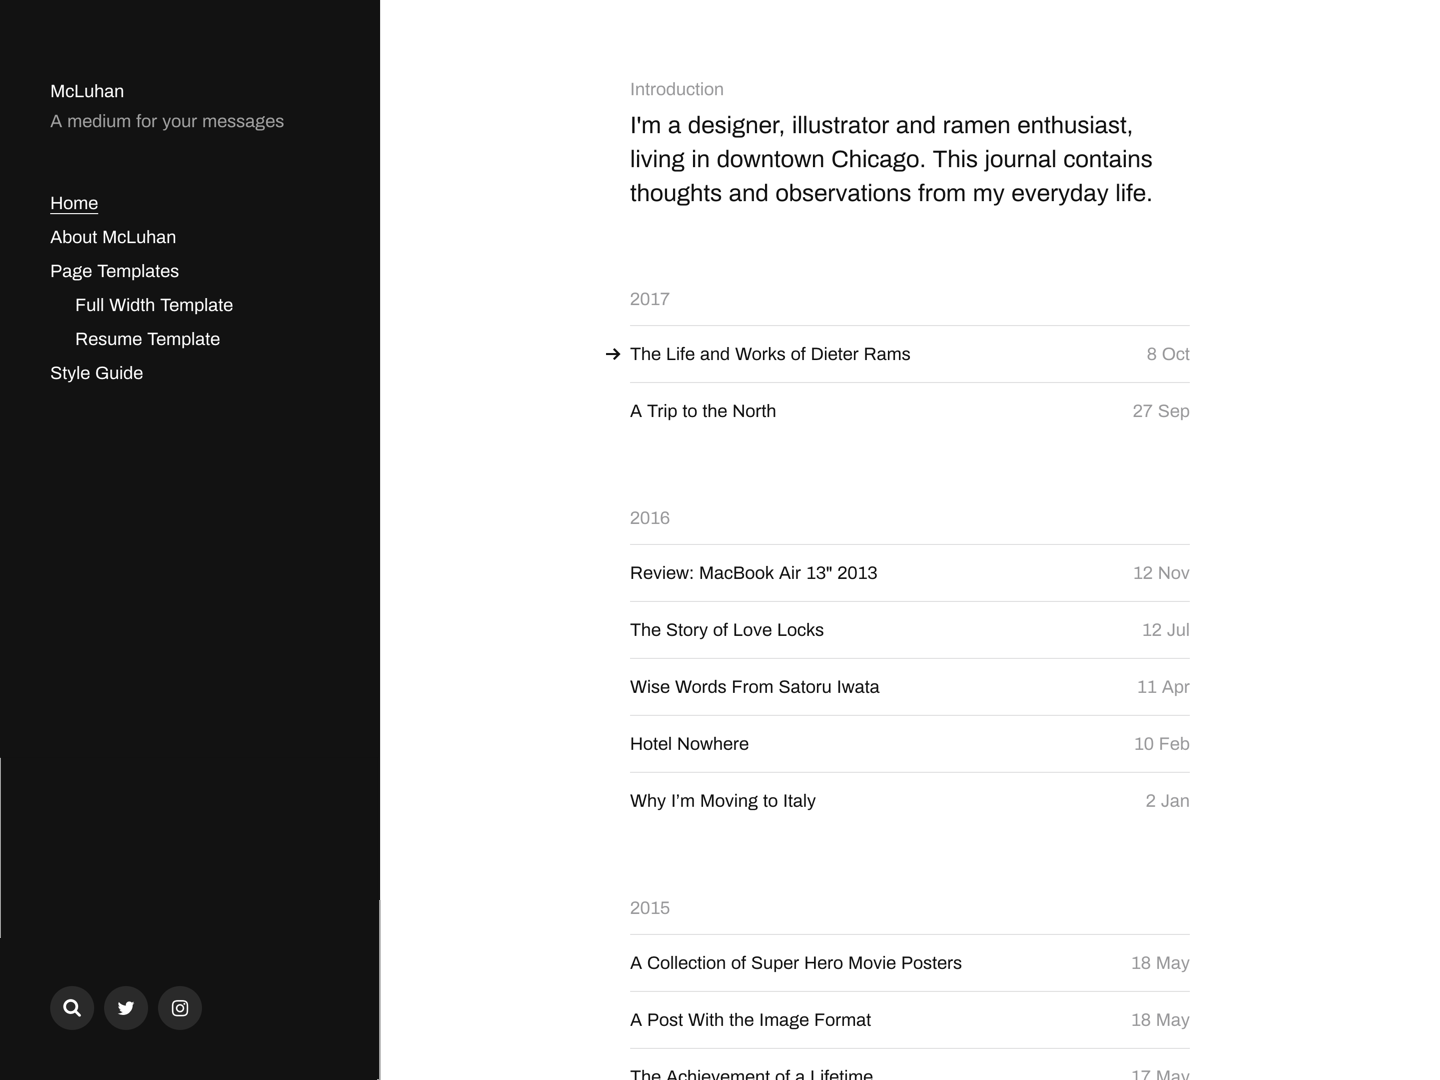 McLuhan
A medium for your messages
Home
About McLuhan
Page Templates
Full Width Template
Resume Template
Style Guide
Introduction
I'm a designer, illustrator and ramen enthusiast,
living in downtown Chicago. This journal contains
thoughts and observations from my everyday life.
2017
The Life and Works of Dieter Rams 8 Oct
A Trip to the North 27 Sep
2016
Review: MacBook Air 13" 2013 12 Nov
The Story of Love Locks 12 Jul
Wise Words From Satoru Iwata 11 Apr
Hotel Nowhere 10 Feb
Why I’m Moving to Italy 2 Jan
2015
A Collection of Super Hero Movie Posters 18 May
A Post With the Image Format 18 May
The Achievement of a Lifetime 17 May